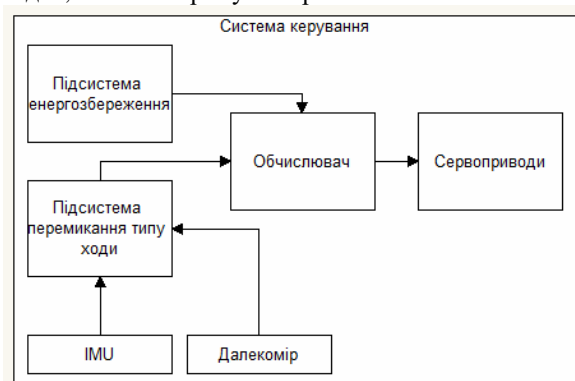 Система керування
Підсистема
енергозбереження
Обчислювач
Сервоприводи
Підсистема
перемикання типу
ходи
IMU
Далекомір